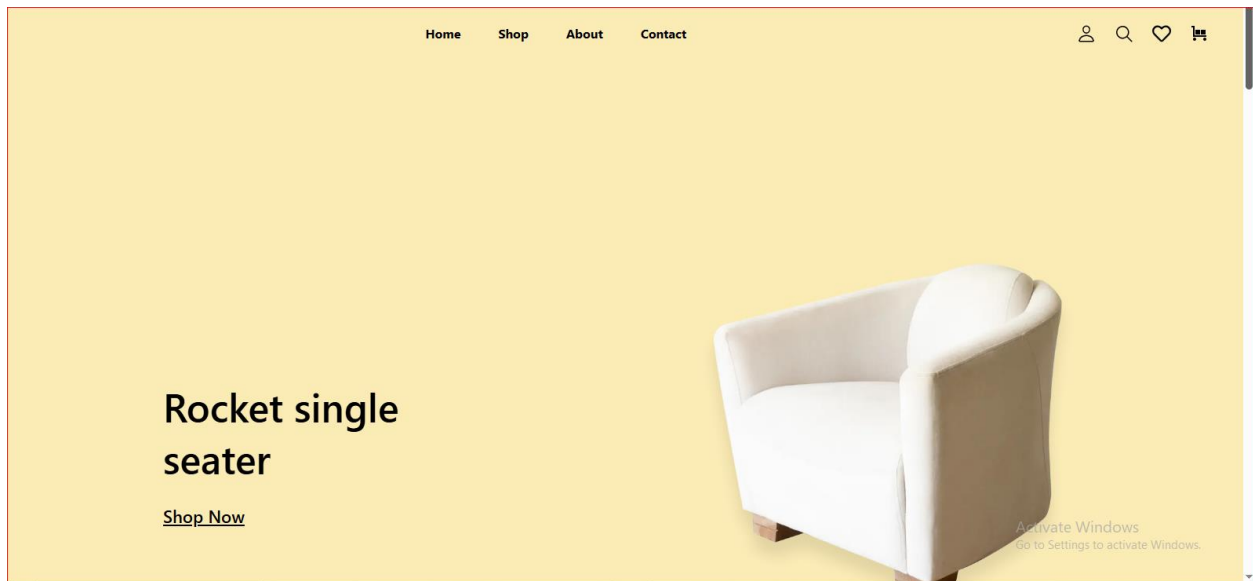 Home Shop About Contact
Rocket single
seater
Shop Now
Activate Windows
Go to Settings to activate Windows.